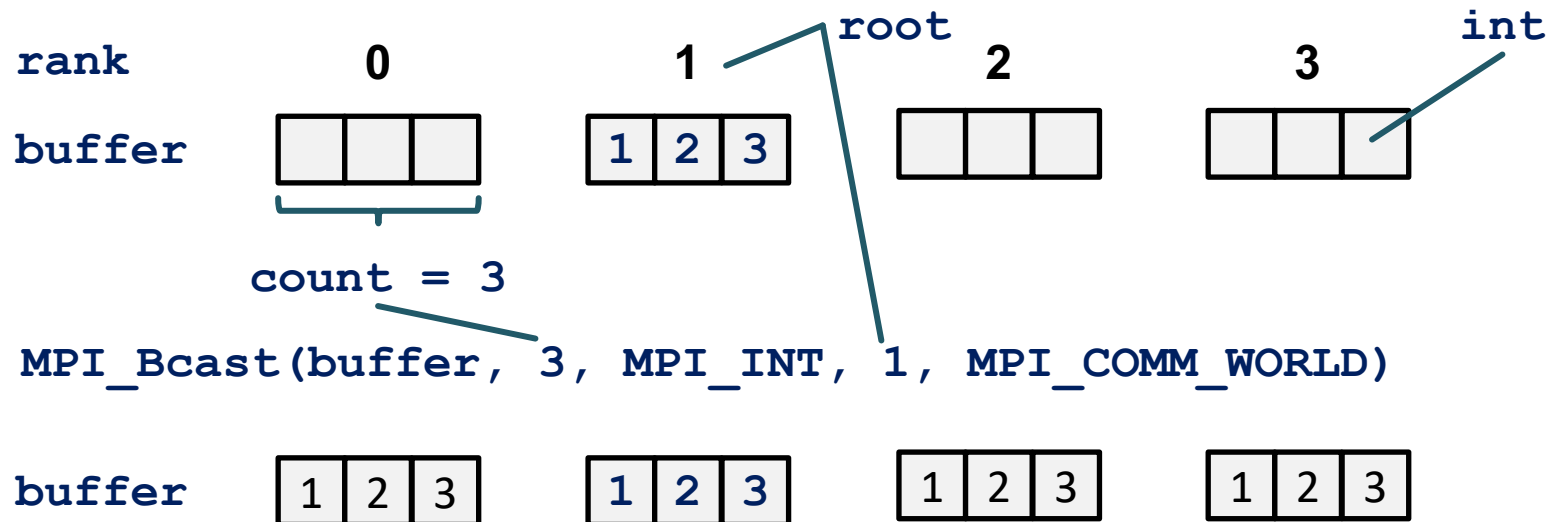 root int
rank 0 1 2 3
buffer 1 2 3
count = 3
MPI_Bcast(buffer, 3, MPI_INT, 1, MPI_COMM_WORLD)
buffer 1 2 3 1 2 3 1 2 3 1 2 3